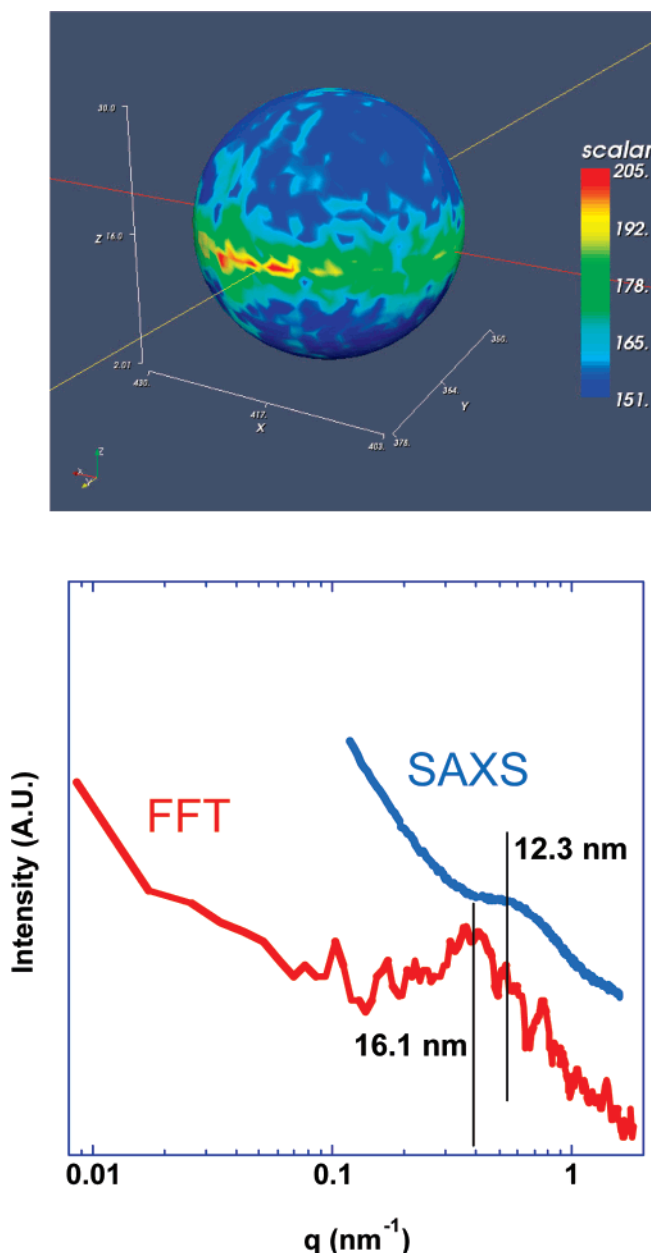 30.0
scalar
205.
192.
Z 16.0
178.
350.
165.
2.01
364.
430.
Y
151.
417.
X
403.
378.
Z
X
Y
SAXS
FFT
12.3 nm
Intensity (A.U.)
16.1 nm
0.01 0.1 1
q (nm-1)